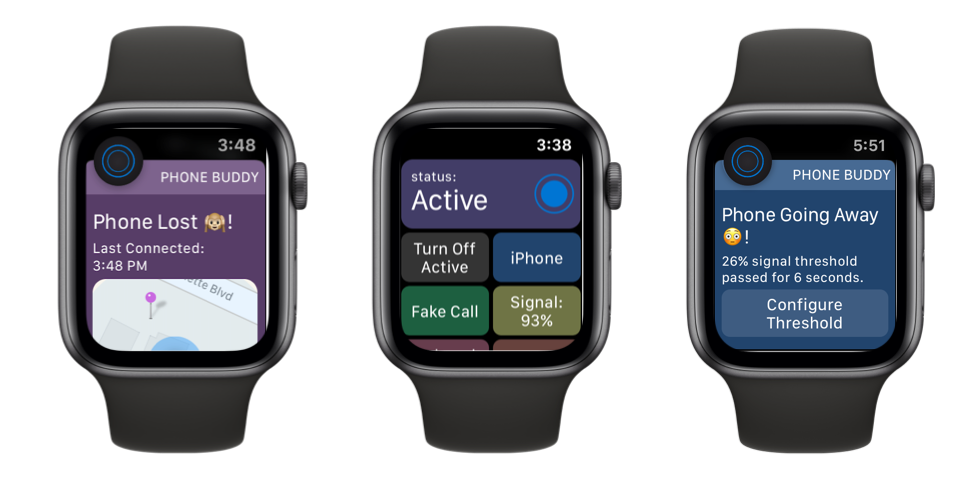 3:48
PHONE BUDDY
Phone Lost 🙊!
Last Connected:
3:48 PM
Blvd
3:38
status:
Active
Turn Off
Active
iPhone
Fake Call
Signal:
93%
5:51
PHONE BUDDY
Phone Going Away
😳!
26% signal threshold
passed for 6 seconds.
Configure
Threshold